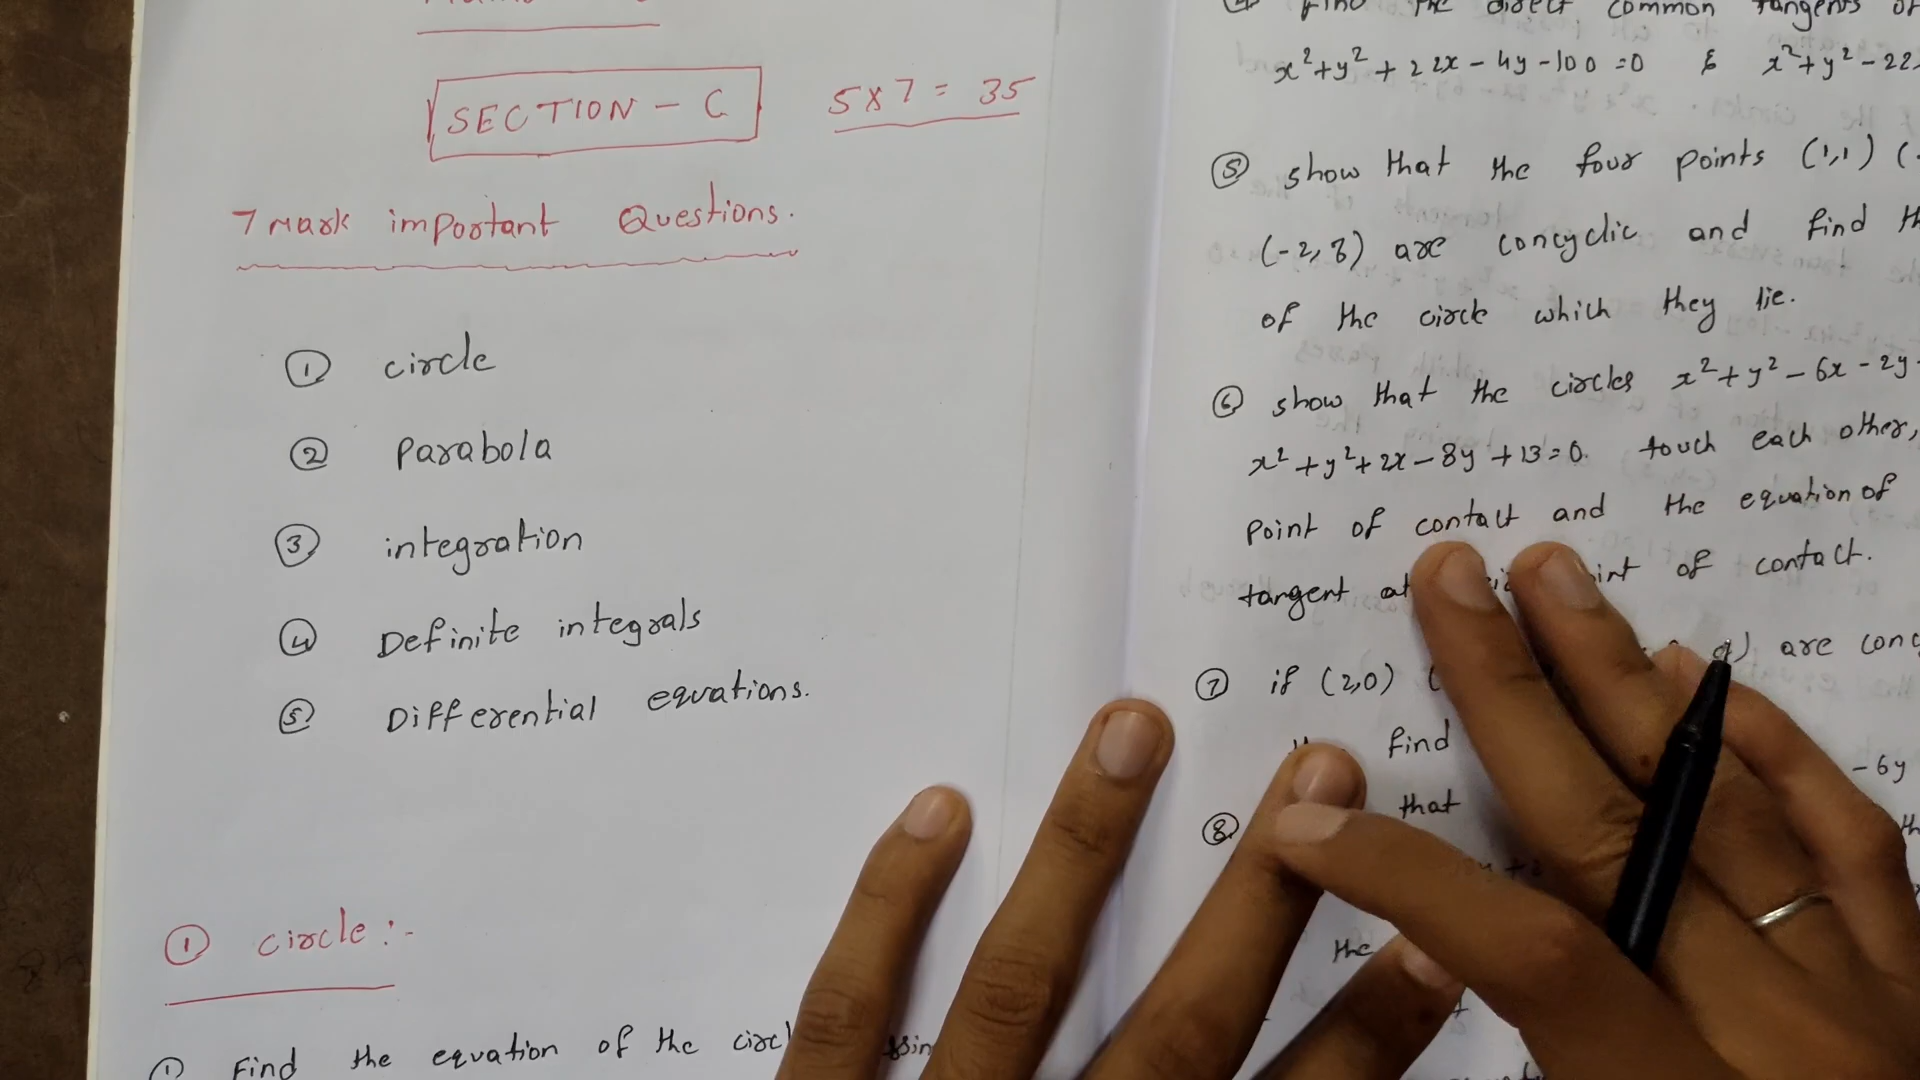 SECTION - C
5 x 7 = 35
7 Mark important Questions.
① circle
② Parabola
③ integration
④ Definite integrals
⑤ Differential equations.
① circle :-
① Find the equation of the
Find the direct common tangents of
x²+y²+22x-4y-100=0 & x²+y²-22
⑤ show that the four points (1,1) (
are concyclic and find
of the circle which they lie.
⑥ show that the circles x²+y²-6x-2y
x²+y²+2x-8y+13=0. touch each other,
point of contact and the equation of
tangent at of contact.
⑦ if (2,0) ( are
find -6y
⑧ that
the